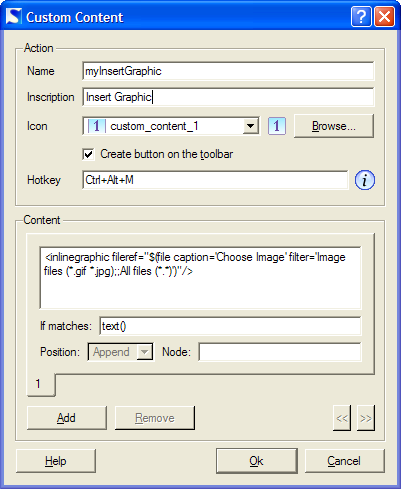 Custom Content
Action
Name myInsertGraphic
Inscription Insert Graphic
Icon 1 custom_content_1 1 Browse...
Create button on the toolbar
Hotkey Ctrl+Alt+M i
Content
<inlinegraphic fileref="${file caption='Choose Image' filter='Image
files (*.gif *.jpg);;All files (*.*)'}"/>
If matches: text()
Position: Append Node:
1
Add Remove << >>
Help Ok Cancel